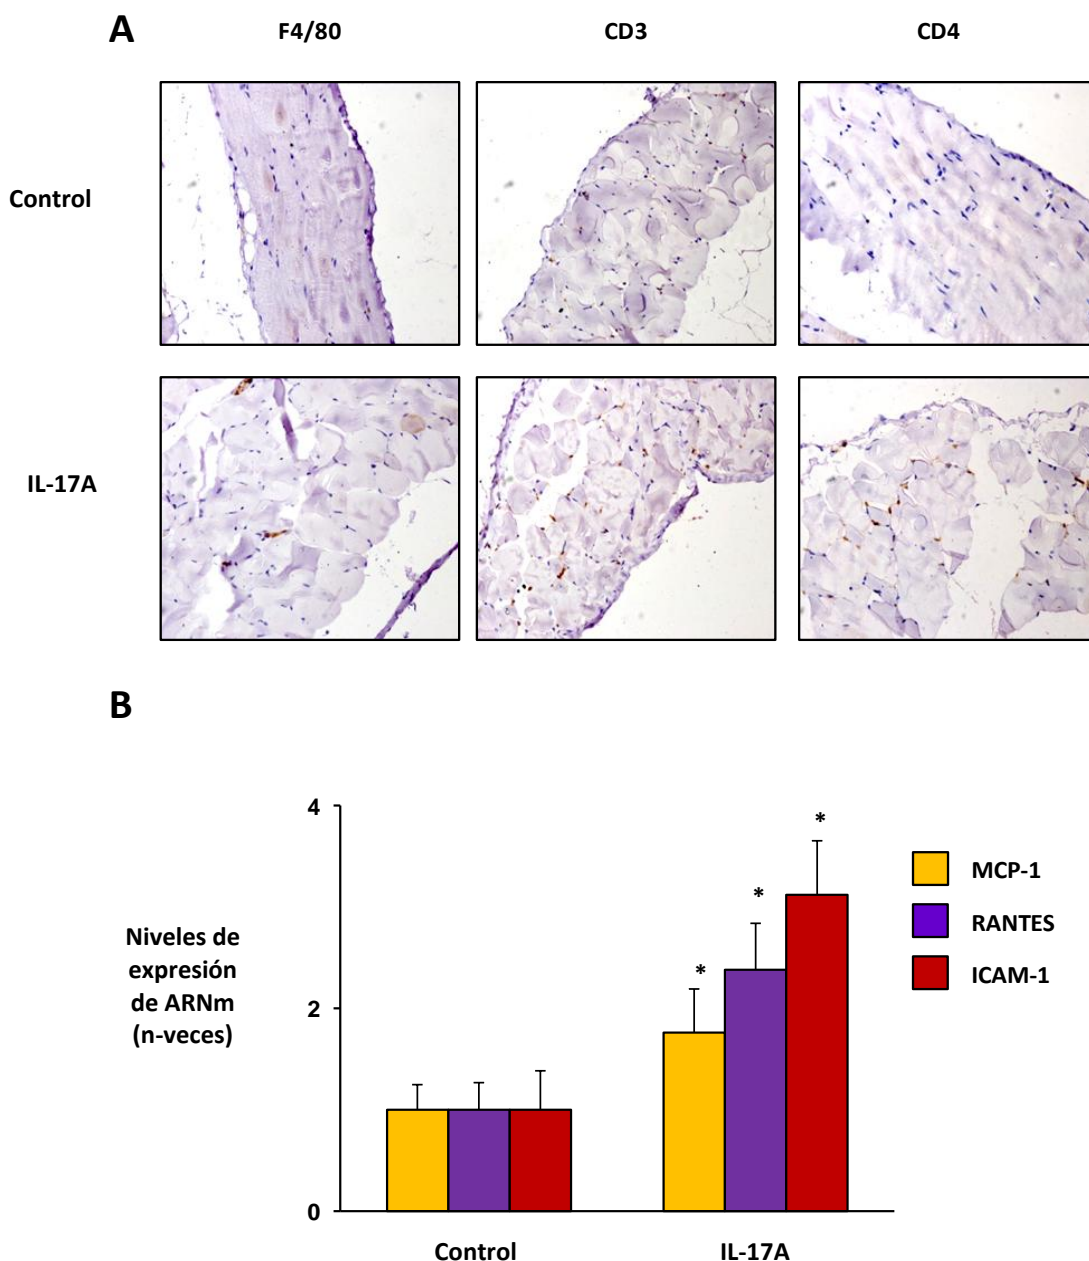 A
F4/80
CD3
CD4
Control
IL-17A
B
4
2
0
Niveles de
expresión
de ARNm
(n-veces)
*
*
*
MCP-1
RANTES
ICAM-1
Control
IL-17A